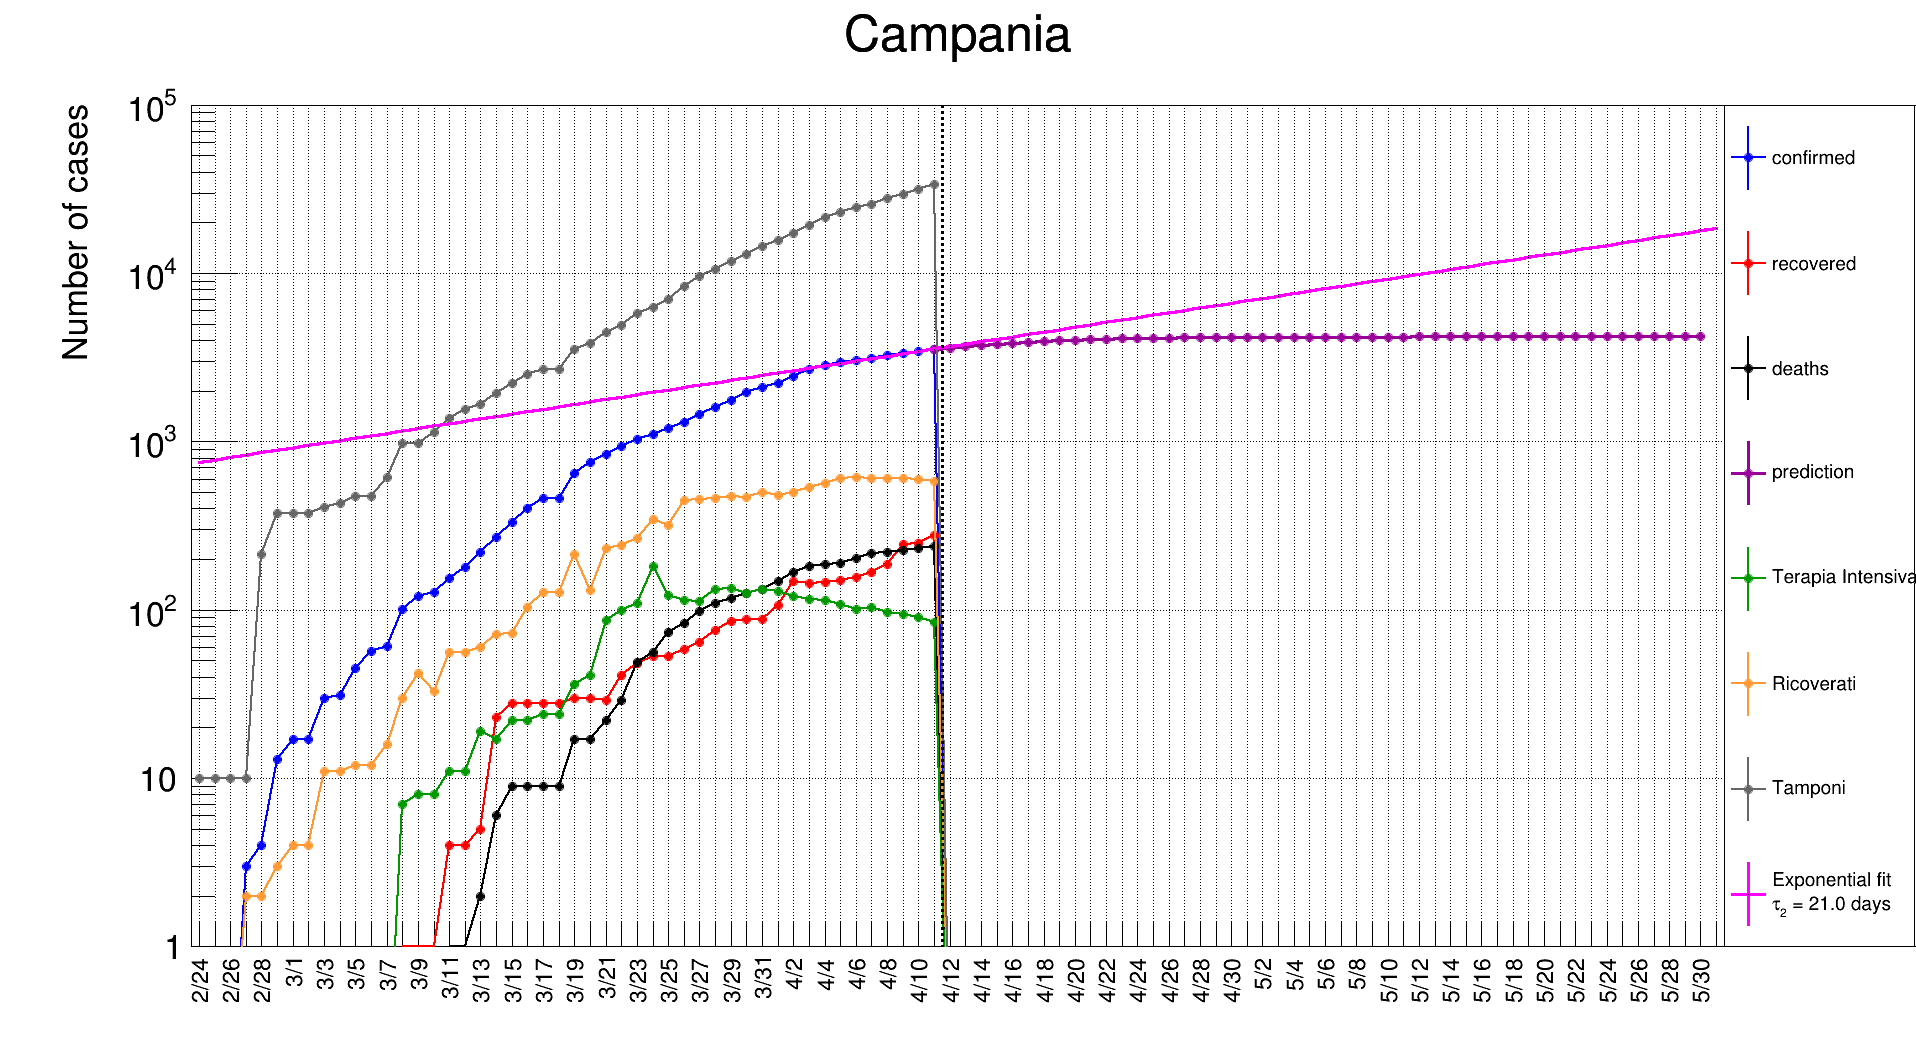 Campania
Number of cases
10^5
10^4
10^3
10^2
10
1
2/24 2/26 2/28 3/1 3/3 3/5 3/7 3/9 3/11 3/13 3/15 3/17 3/19 3/21 3/23 3/25 3/27 3/29 3/31 4/2 4/4 4/6 4/8 4/10 4/12 4/14 4/16 4/18 4/20 4/22 4/24 4/26 4/28 4/30 5/2 5/4 5/6 5/8 5/10 5/12 5/14 5/16 5/18 5/20 5/22 5/24 5/26 5/28 5/30
confirmed
recovered
deaths
prediction
Terapia Intensiva
Ricoverati
Tamponi
Exponential fit
τ₂ = 21.0 days